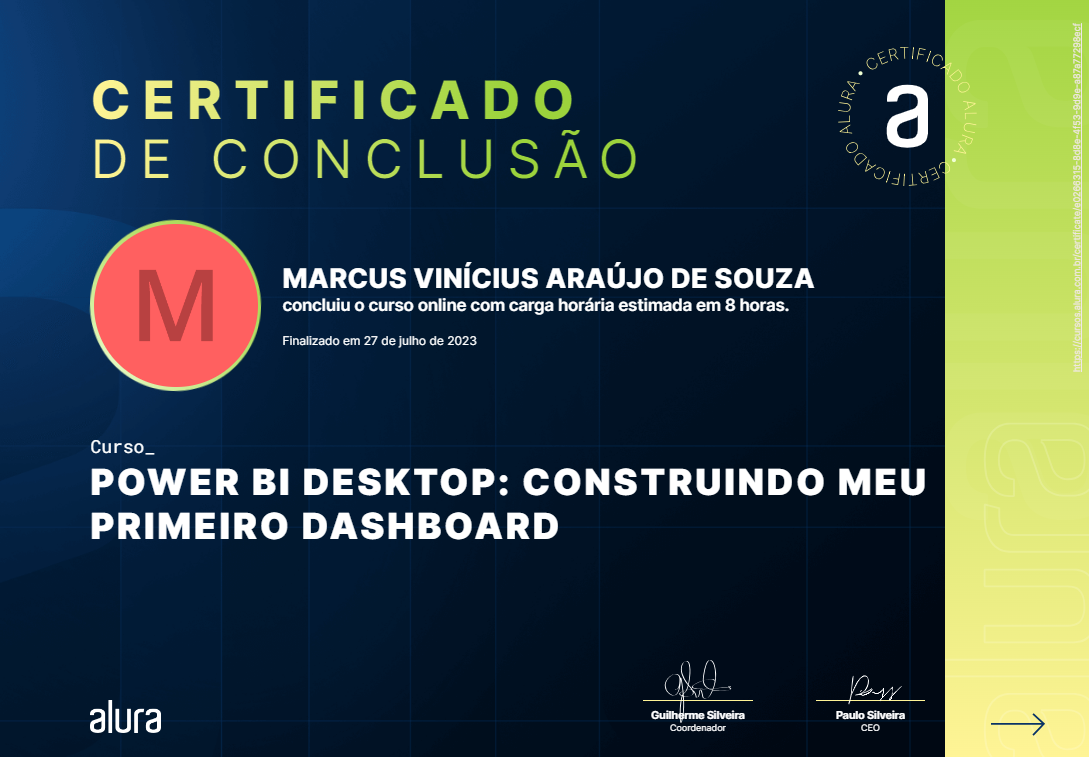 CERTIFICADO
DE CONCLUSÃO
CERTIFICADO ALURA • CERTIFICADO ALURA •
a
M
MARCUS VINÍCIUS ARAÚJO DE SOUZA
concluiu o curso online com carga horária estimada em 8 horas.
Finalizado em 27 de julho de 2023
Curso_
POWER BI DESKTOP: CONSTRUINDO MEU
PRIMEIRO DASHBOARD
alura
Guilherme Silveira
Coordenador
Paulo Silveira
CEO
alura